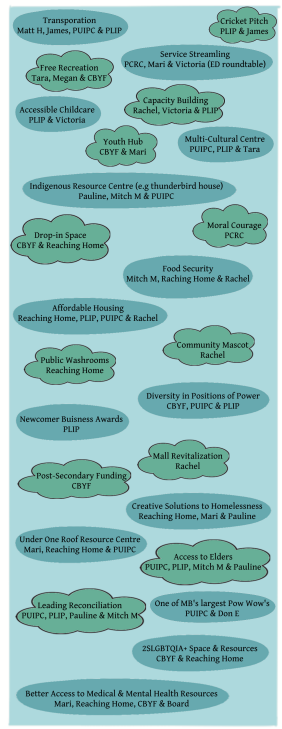 Transporation
Matt H, James, PUIPC & PLIP
Cricket Pitch
PLIP & James
Free Recreation
Tara, Megan & CBYF
Service Streamling
PCRC, Mari & Victoria (ED roundtable)
Accessible Childcare
PLIP & Victoria
Capacity Building
Rachel, Victoria & PLIP
Youth Hub
CBYF & Mari
Multi-Cultural Centre
PUIPC, PLIP & Tara
Indigenous Resource Centre (e.g thunderbird house)
Pauline, Mitch M & PUIPC
Drop-in Space
CBYF & Reaching Home
Moral Courage
PCRC
Food Security
Mitch M, Raching Home & Rachel
Affordable Housing
Reaching Home, PLIP, PUIPC & Rachel
Community Mascot
Rachel
Public Washrooms
Reaching Home
Diversity in Positions of Power
CBYF, PUIPC & PLIP
Newcomer Buisness Awards
PLIP
Mall Revitalization
Rachel
Post-Secondary Funding
CBYF
Creative Solutions to Homelessness
Reaching Home, Mari & Pauline
Under One Roof Resource Centre
Mari, Reaching Home & PUIPC
Access to Elders
PUIPC, PLIP, Mitch M & Pauline
Leading Reconciliation
PUIPC, PLIP, Pauline & Mitch M
One of MB's largest Pow Wow's
PUIPC & Don E
2SLGBTQIA+ Space & Resources
CBYF & Reaching Home
Better Access to Medical & Mental Health Resources
Mari, Reaching Home, CBYF & Board